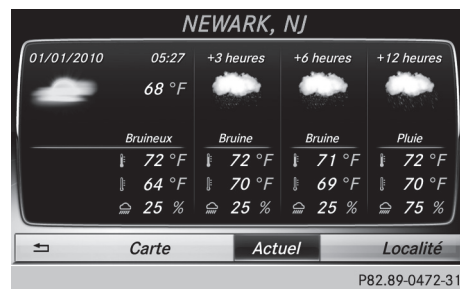 NEWARK, NJ
01/01/2010 05:27 +3 heures +6 heures +12 heures
68 °F
Bruineux Bruine Bruine Pluie
72 °F 72 °F 71 °F 72 °F
64 °F 70 °F 69 °F 70 °F
25 % 25 % 25 % 75 %
Carte Actuel Localité
P82.89-0472-31